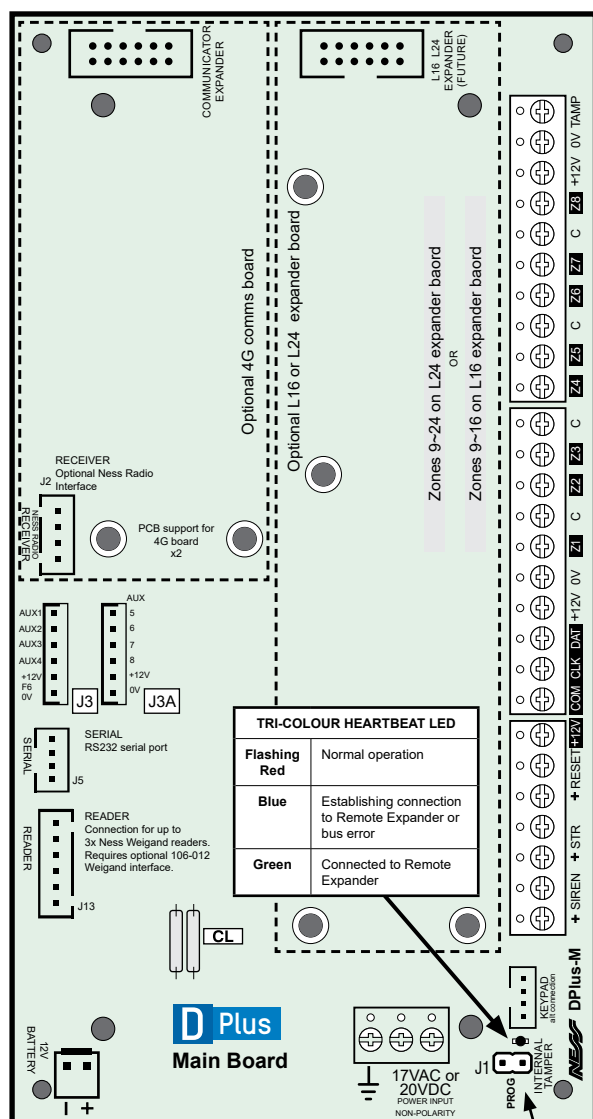 COMMUNICATOR
EXPANDER
L16 L24
EXPANDER
(FUTURE)
Optional 4G comms board
Optional L16 or L24 expander board
Zones 9~24 on L24 expander baord
OR
Zones 9~16 on L16 expander baord
TAMP
0V
+12V
Z8
C
Z7
Z6
C
Z5
Z4
C
Z3
Z2
C
Z1
0V
+12V
DAT
CLK
COM
+12V
+ RESET
+ STR
+ SIREN
RECEIVER
Optional Ness Radio
Interface
J2
NESS RADIO
RECEIVER
PCB support for
4G board
x2
AUX1
AUX2
AUX3
AUX4
+12V
F6
0V
J3
AUX
5
6
7
8
+12V
0V
J3A
SERIAL
SERIAL
RS232 serial port
J5
READER
READER
Connection for up to
3x Ness Weigand readers.
Requires optional 106-012
Weigand interface.
J13
TRI-COLOUR HEARTBEAT LED
Flashing
Red
Normal operation
Blue
Establishing connection
to Remote Expander or
bus error
Green
Connected to Remote
Expander
CL
D Plus
Main Board
12V
BATTERY
– +
17VAC or
20VDC
POWER INPUT
NON-POLARITY
KEYPAD
alt connection
J1
PROG
INTERNAL
TAMPER
NESS DPlus-M